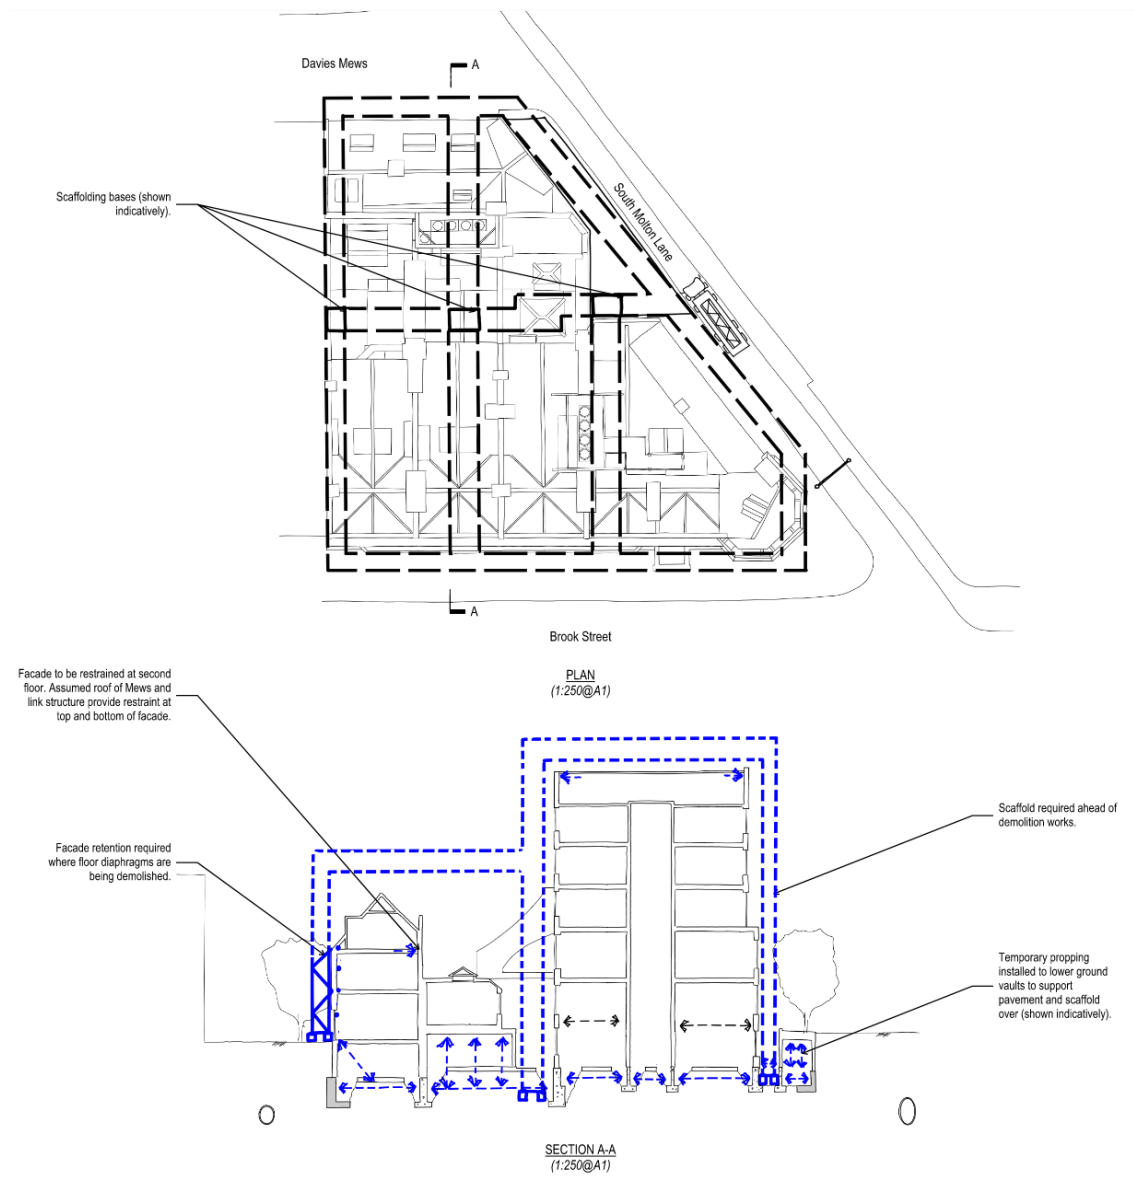 Davies Mews
A
Scaffolding bases (shown
indicatively).
South Molton Lane
A
Brook Street
PLAN
(1:250@A1)
Facade to be restrained at second
floor. Assumed roof of Mews and
link structure provide restraint at
top and bottom of facade.
Facade retention required
where floor diaphragms are
being demolished.
Scaffold required ahead of
demolition works.
Temporary propping
installed to lower ground
vaults to support
pavement and scaffold
over (shown indicatively).
SECTION A-A
(1:250@A1)